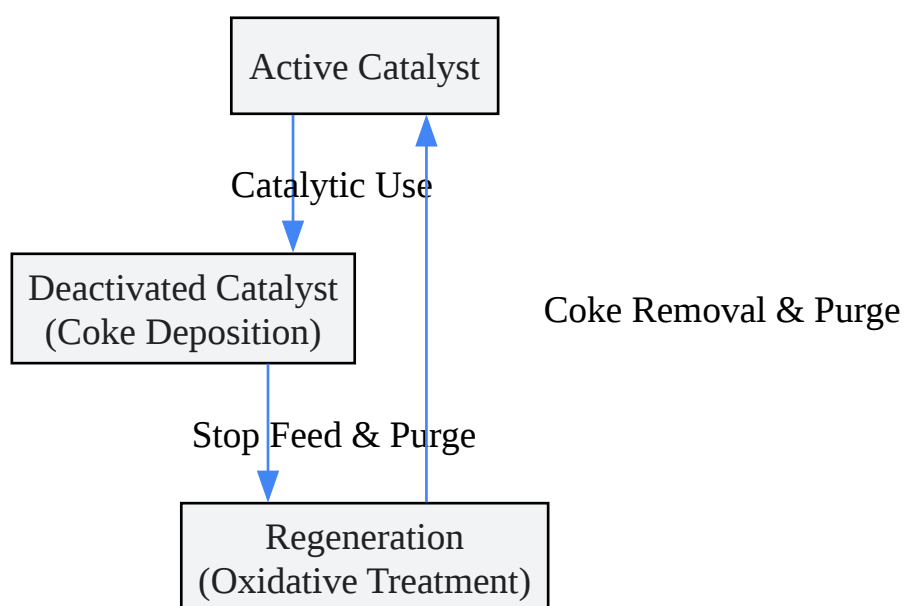 Active Catalyst
Catalytic Use
Deactivated Catalyst
(Coke Deposition)
Coke Removal & Purge
Stop Feed & Purge
Regeneration
(Oxidative Treatment)